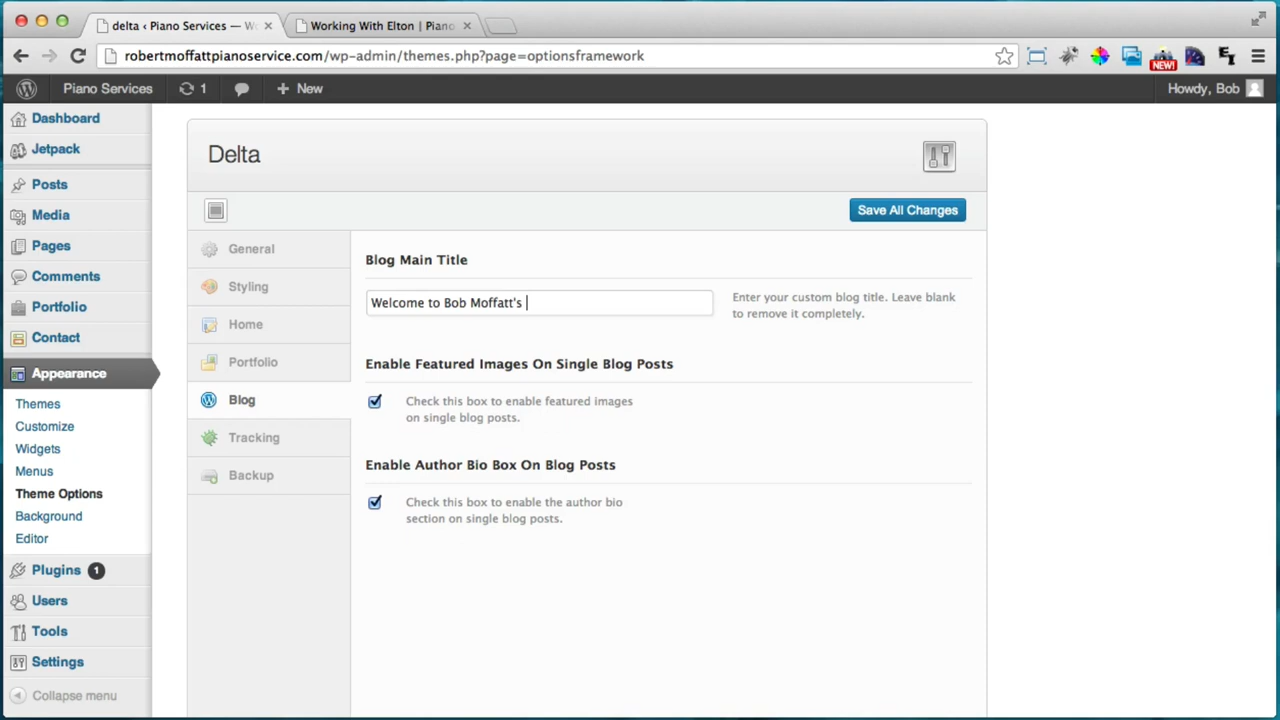 delta ‹ Piano Services — W
Working With Elton | Piano
robertmoffattpianoservice.com/wp-admin/themes.php?page=optionsframework
NEW!
Piano Services
1
New
Howdy, Bob
Dashboard
Jetpack
Posts
Media
Pages
Comments
Portfolio
Contact
Appearance
Themes
Customize
Widgets
Menus
Theme Options
Background
Editor
Plugins 1
Users
Tools
Settings
Collapse menu
Delta
Save All Changes
General
Styling
Home
Portfolio
Blog
Tracking
Backup
Blog Main Title
Welcome to Bob Moffatt's
Enter your custom blog title. Leave blank
to remove it completely.
Enable Featured Images On Single Blog Posts
Check this box to enable featured images
on single blog posts.
Enable Author Bio Box On Blog Posts
Check this box to enable the author bio
section on single blog posts.